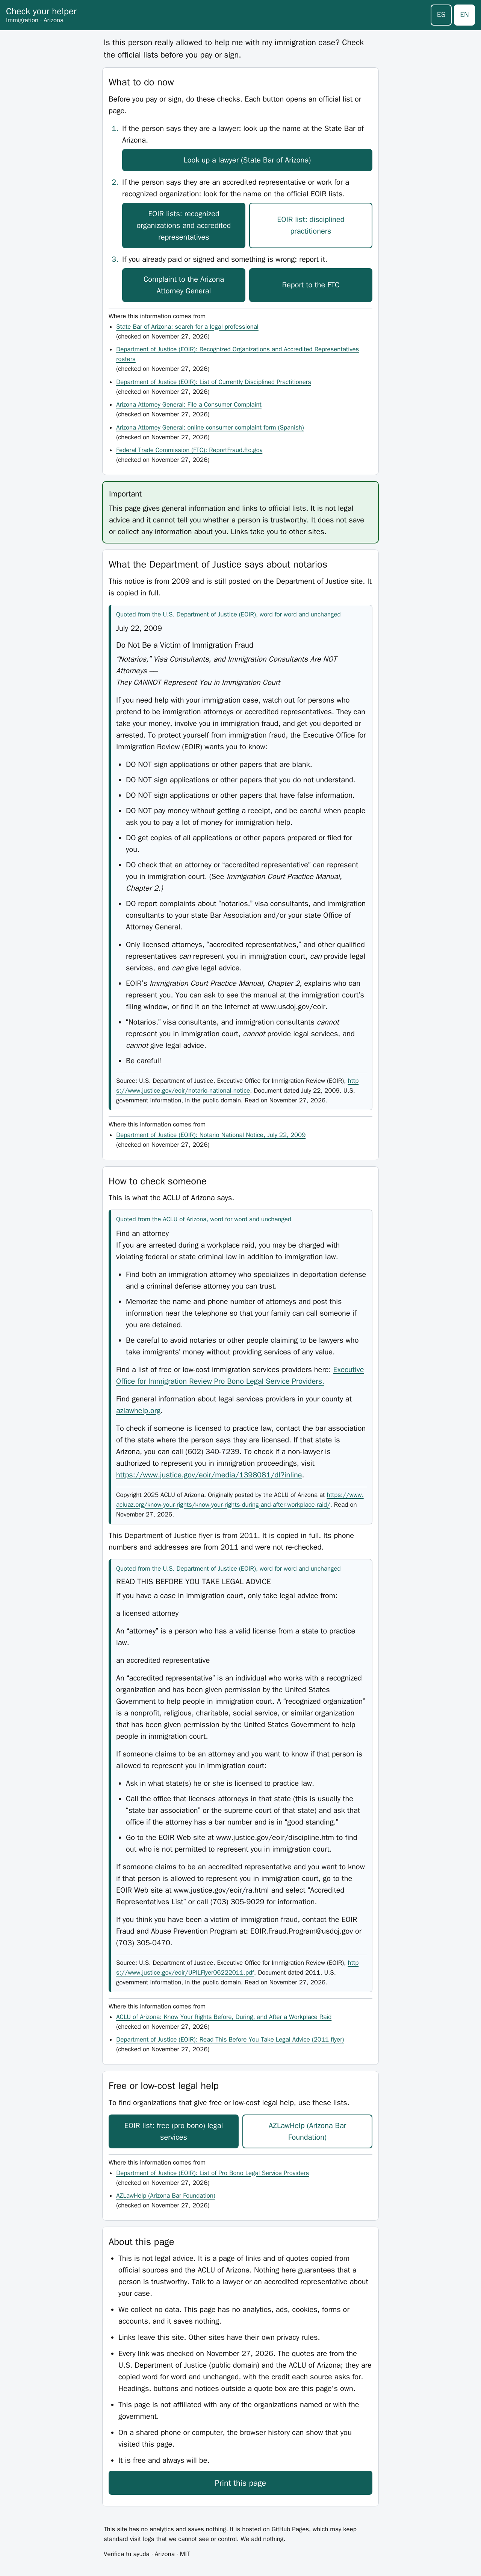 Check your helper
Immigration · Arizona
ES
EN
Is this person really allowed to help me with my immigration case? Check
the official lists before you pay or sign.
What to do now
Before you pay or sign, do these checks. Each button opens an official list or
page.
1. If the person says they are a lawyer: look up the name at the State Bar of
Arizona.
Look up a lawyer (State Bar of Arizona)
2. If the person says they are an accredited representative or work for a
recognized organization: look for the name on the official EOIR lists.
EOIR lists: recognized
organizations and accredited
representatives
EOIR list: disciplined
practitioners
3. If you already paid or signed and something is wrong: report it.
Complaint to the Arizona
Attorney General
Report to the FTC
Where this information comes from
• State Bar of Arizona: search for a legal professional
(checked on November 27, 2026)
• Department of Justice (EOIR): Recognized Organizations and Accredited Representatives
rosters
(checked on November 27, 2026)
• Department of Justice (EOIR): List of Currently Disciplined Practitioners
(checked on November 27, 2026)
• Arizona Attorney General: File a Consumer Complaint
(checked on November 27, 2026)
• Arizona Attorney General: online consumer complaint form (Spanish)
(checked on November 27, 2026)
• Federal Trade Commission (FTC): ReportFraud.ftc.gov
(checked on November 27, 2026)
Important
This page gives general information and links to official lists. It is not legal
advice and it cannot tell you whether a person is trustworthy. It does not save
or collect any information about you. Links take you to other sites.
What the Department of Justice says about notarios
This notice is from 2009 and is still posted on the Department of Justice site. It
is copied in full.
Quoted from the U.S. Department of Justice (EOIR), word for word and unchanged
July 22, 2009
Do Not Be a Victim of Immigration Fraud
“Notarios,” Visa Consultants, and Immigration Consultants Are NOT
Attorneys —
They CANNOT Represent You in Immigration Court
If you need help with your immigration case, watch out for persons who
pretend to be immigration attorneys or accredited representatives. They can
take your money, involve you in immigration fraud, and get you deported or
arrested. To protect yourself from immigration fraud, the Executive Office for
Immigration Review (EOIR) wants you to know:
• DO NOT sign applications or other papers that are blank.
• DO NOT sign applications or other papers that you do not understand.
• DO NOT sign applications or other papers that have false information.
• DO NOT pay money without getting a receipt, and be careful when people
ask you to pay a lot of money for immigration help.
• DO get copies of all applications or other papers prepared or filed for
you.
• DO check that an attorney or “accredited representative” can represent
you in immigration court. (See Immigration Court Practice Manual,
Chapter 2.)
• DO report complaints about “notarios,” visa consultants, and immigration
consultants to your state Bar Association and/or your state Office of
Attorney General.
• Only licensed attorneys, “accredited representatives,” and other qualified
representatives can represent you in immigration court, can provide legal
services, and can give legal advice.
• EOIR’s Immigration Court Practice Manual, Chapter 2, explains who can
represent you. You can ask to see the manual at the immigration court’s
filing window, or find it on the Internet at www.usdoj.gov/eoir.
• “Notarios,” visa consultants, and immigration consultants cannot
represent you in immigration court, cannot provide legal services, and
cannot give legal advice.
• Be careful!
Source: U.S. Department of Justice, Executive Office for Immigration Review (EOIR), http
s://www.justice.gov/eoir/notario-national-notice. Document dated July 22, 2009. U.S.
government information, in the public domain. Read on November 27, 2026.
Where this information comes from
• Department of Justice (EOIR): Notario National Notice, July 22, 2009
(checked on November 27, 2026)
How to check someone
This is what the ACLU of Arizona says.
Quoted from the ACLU of Arizona, word for word and unchanged
Find an attorney
If you are arrested during a workplace raid, you may be charged with
violating federal or state criminal law in addition to immigration law.
• Find both an immigration attorney who specializes in deportation defense
and a criminal defense attorney you can trust.
• Memorize the name and phone number of attorneys and post this
information near the telephone so that your family can call someone if
you are detained.
• Be careful to avoid notaries or other people claiming to be lawyers who
take immigrants’ money without providing services of any value.
Find a list of free or low-cost immigration services providers here: Executive
Office for Immigration Review Pro Bono Legal Service Providers.
Find general information about legal services providers in your county at
azlawhelp.org.
To check if someone is licensed to practice law, contact the bar association
of the state where the person says they are licensed. If that state is
Arizona, you can call (602) 340-7239. To check if a non-lawyer is
authorized to represent you in immigration proceedings, visit
https://www.justice.gov/eoir/media/1398081/dl?inline.
Copyright 2025 ACLU of Arizona. Originally posted by the ACLU of Arizona at https://www.
acluaz.org/know-your-rights/know-your-rights-during-and-after-workplace-raid/. Read on
November 27, 2026.
This Department of Justice flyer is from 2011. It is copied in full. Its phone
numbers and addresses are from 2011 and were not re-checked.
Quoted from the U.S. Department of Justice (EOIR), word for word and unchanged
READ THIS BEFORE YOU TAKE LEGAL ADVICE
If you have a case in immigration court, only take legal advice from:
a licensed attorney
An “attorney” is a person who has a valid license from a state to practice
law.
an accredited representative
An “accredited representative” is an individual who works with a recognized
organization and has been given permission by the United States
Government to help people in immigration court. A “recognized organization”
is a nonprofit, religious, charitable, social service, or similar organization
that has been given permission by the United States Government to help
people in immigration court.
If someone claims to be an attorney and you want to know if that person is
allowed to represent you in immigration court:
• Ask in what state(s) he or she is licensed to practice law.
• Call the office that licenses attorneys in that state (this is usually the
“state bar association” or the supreme court of that state) and ask that
office if the attorney has a bar number and is in “good standing.”
• Go to the EOIR Web site at www.justice.gov/eoir/discipline.htm to find
out who is not permitted to represent you in immigration court.
If someone claims to be an accredited representative and you want to know
if that person is allowed to represent you in immigration court, go to the
EOIR Web site at www.justice.gov/eoir/ra.html and select “Accredited
Representatives List” or call (703) 305-9029 for information.
If you think you have been a victim of immigration fraud, contact the EOIR
Fraud and Abuse Prevention Program at: EOIR.Fraud.Program@usdoj.gov or
(703) 305-0470.
Source: U.S. Department of Justice, Executive Office for Immigration Review (EOIR), http
s://www.justice.gov/eoir/UPILFlyer06222011.pdf. Document dated 2011. U.S.
government information, in the public domain. Read on November 27, 2026.
Where this information comes from
• ACLU of Arizona: Know Your Rights Before, During, and After a Workplace Raid
(checked on November 27, 2026)
• Department of Justice (EOIR): Read This Before You Take Legal Advice (2011 flyer)
(checked on November 27, 2026)
Free or low-cost legal help
To find organizations that give free or low-cost legal help, use these lists.
EOIR list: free (pro bono) legal
services
AZLawHelp (Arizona Bar
Foundation)
Where this information comes from
• Department of Justice (EOIR): List of Pro Bono Legal Service Providers
(checked on November 27, 2026)
• AZLawHelp (Arizona Bar Foundation)
(checked on November 27, 2026)
About this page
• This is not legal advice. It is a page of links and of quotes copied from
official sources and the ACLU of Arizona. Nothing here guarantees that a
person is trustworthy. Talk to a lawyer or an accredited representative about
your case.
• We collect no data. This page has no analytics, ads, cookies, forms or
accounts, and it saves nothing.
• Links leave this site. Other sites have their own privacy rules.
• Every link was checked on November 27, 2026. The quotes are from the
U.S. Department of Justice (public domain) and the ACLU of Arizona; they are
copied word for word and unchanged, with the credit each source asks for.
Headings, buttons and notices outside a quote box are this page's own.
• This page is not affiliated with any of the organizations named or with the
government.
• On a shared phone or computer, the browser history can show that you
visited this page.
• It is free and always will be.
Print this page
This site has no analytics and saves nothing. It is hosted on GitHub Pages, which may keep
standard visit logs that we cannot see or control. We add nothing.
Verifica tu ayuda · Arizona · MIT